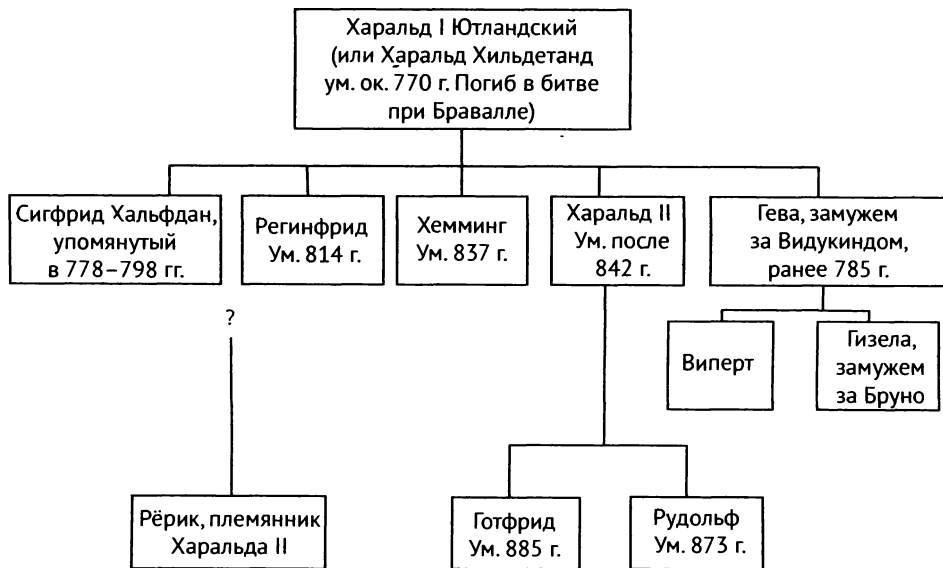 Харальд I Ютландский
(или Харальд Хильдетанд
ум. ок. 770 г. Погиб в битве
при Бравалле)
Сигфрид Хальфдан,
упомянутый
в 778–798 гг.
Регинфрид
Ум. 814 г.
Хемминг
Ум. 837 г.
Харальд II
Ум. после
842 г.
Гева, замужем
за Видукиндом,
ранее 785 г.
?
Виперт
Гизела,
замужем
за Бруно
Рёрик, племянник
Харальда II
Готфрид
Ум. 885 г.
Рудольф
Ум. 873 г.